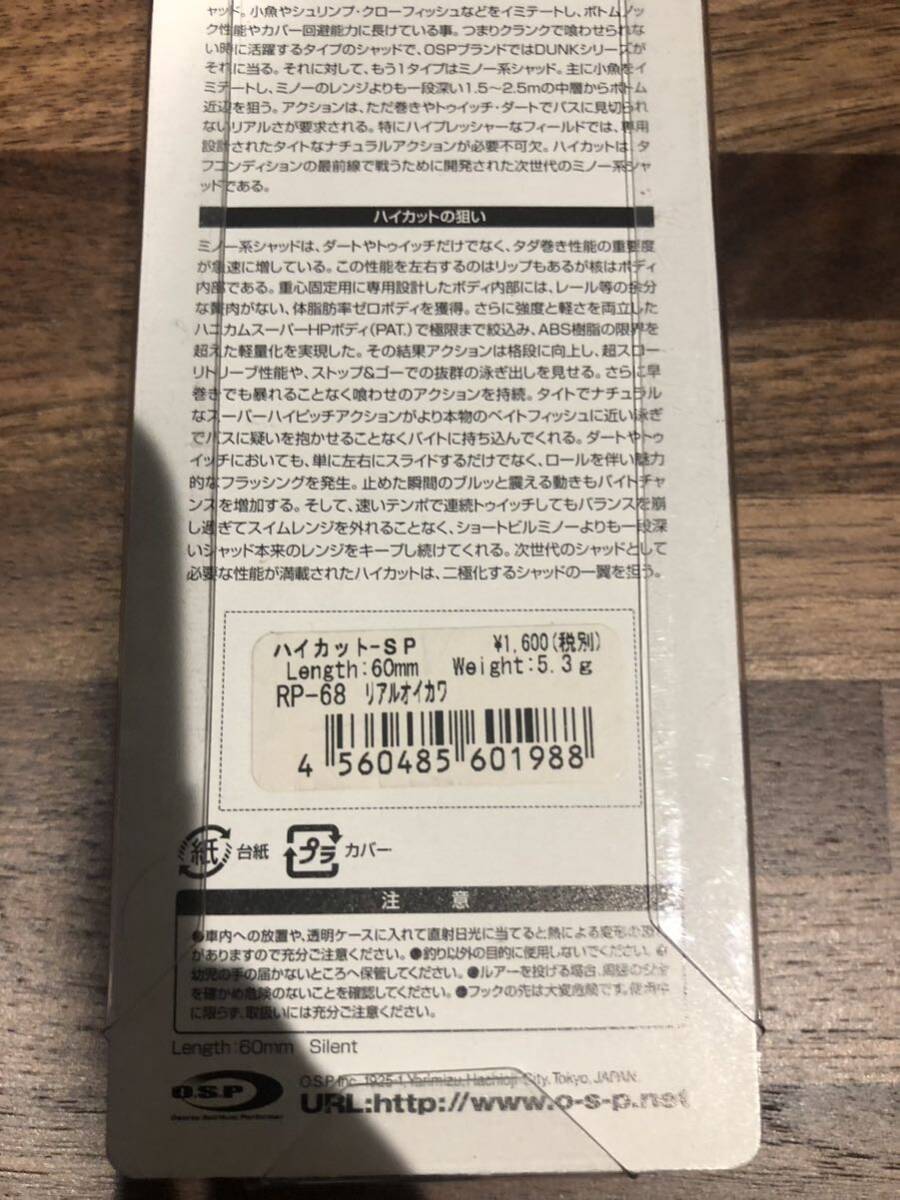 ャッド。小魚やシュリンプ・クローフィッシュなどをイミテートし、ボトムノッ
ク性能やカバー回避能力に長けている事。つまりクランクで喰わせられな
い時に活躍するタイプのシャッドで、OSPブランドではDUNKシリーズが
それに当る。それに対して、もう1タイプはミノー系シャッド。主に小魚をイ
ミテートし、ミノーのレンジよりも一段深い1.5〜2.5mの中層からボトム
近辺を狙う。アクションは、ただ巻きやトゥイッチ・ダートでバスに見切られ
ないリアルさが要求される。特にハイプレッシャーなフィールドでは、専用
設計されたタイトなナチュラルアクションが必要不可欠。ハイカットは、タ
フコンディションの最前線で戦うために開発された次世代のミノー系シャ
ッドである。
ハイカットの狙い
ミノー系シャッドは、ダートやトゥイッチだけでなく、タダ巻き性能の重要度
が急速に増している。この性能を左右するのはリップもあるが核はボディ
内部である。重心固定用に専用設計したボディ内部には、レール等の余分
な贅肉がない、体脂肪率ゼロボディを獲得。さらに強度と軽さを両立した
ハニカムスーパーHPボディ(PAT.)で極限まで絞込み、ABS樹脂の限界を
超えた軽量化を実現した。その結果アクションは格段に向上し、超スロー
リトリーブ性能や、ストップ&ゴーでの抜群の泳ぎ出しを見せる。さらに早
巻きでも暴れることなく喰わせのアクションを持続。タイトでナチュラル
なスーパーハイピッチアクションがより本物のベイトフィッシュに近い泳ぎ
でバスに疑いを抱かせることなくバイトに持ち込んでくれる。ダートやトゥ
イッチにおいても、単に左右にスライドするだけでなく、ロールを伴い魅力
的なフラッシングを発生。止めた瞬間のブルッと震える動きもバイトチャ
ンスを増加する。そして、速いテンポで連続トゥイッチしてもバランスを崩
し過ぎてスイムレンジを外れることなく、ショートビルミノーよりも一段深
いシャッド本来のレンジをキープし続けてくれる。次世代のシャッドとして
必要な性能が満載されたハイカットは、二極化するシャッドの一翼を担う。
ハイカット-SP ¥1,600(税別)
Length:60mm Weight:5.3g
RP-68 リアルオイカワ
4 560485 601988
紙 台紙 プラ カバー
注 意
●車内への放置や、透明ケースに入れて直射日光に当てると熱による変形の恐れ
がありますので充分ご注意ください。●釣り以外の目的に使用しないでください。●
幼児の手の届かないところへ保管してください。●ルアーを投げる場合、周囲の安全
を確かめ危険のないことを確認してください。●フックの先は大変危険です。使用中
に限らず、取扱いには充分ご注意ください。
Length:60mm Silent
O.S.P
O.S.P Inc. 1925-1 Yarimizu, Hachioji-City, Tokyo, JAPAN.
URL:http://www.o-s-p.net